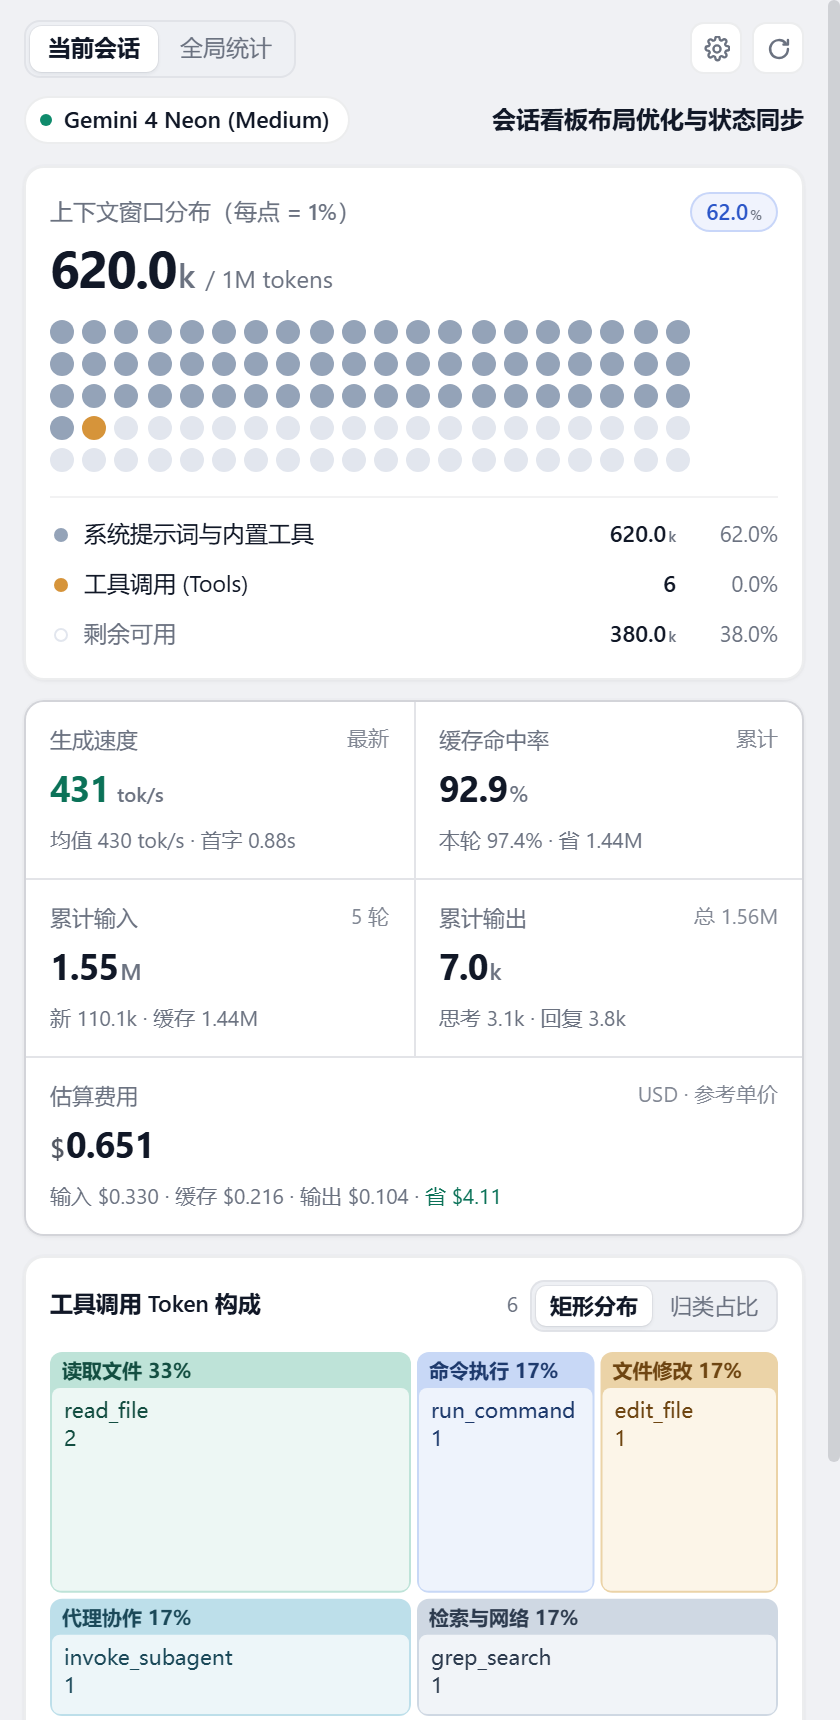 当前会话 全局统计
Gemini 4 Neon (Medium) 会话看板布局优化与状态同步
上下文窗口分布（每点 = 1%） 62.0%
620.0k / 1M tokens
系统提示词与内置工具 620.0k 62.0%
工具调用 (Tools) 6 0.0%
剩余可用 380.0k 38.0%
生成速度 最新
431 tok/s
均值 430 tok/s · 首字 0.88s
缓存命中率 累计
92.9%
本轮 97.4% · 省 1.44M
累计输入 5 轮
1.55M
新 110.1k · 缓存 1.44M
累计输出 总 1.56M
7.0k
思考 3.1k · 回复 3.8k
估算费用 USD · 参考单价
$0.651
输入 $0.330 · 缓存 $0.216 · 输出 $0.104 · 省 $4.11
工具调用 Token 构成 6 矩形分布 归类占比
读取文件 33%
read_file
2
命令执行 17%
run_command
1
文件修改 17%
edit_file
1
代理协作 17%
invoke_subagent
1
检索与网络 17%
grep_search
1